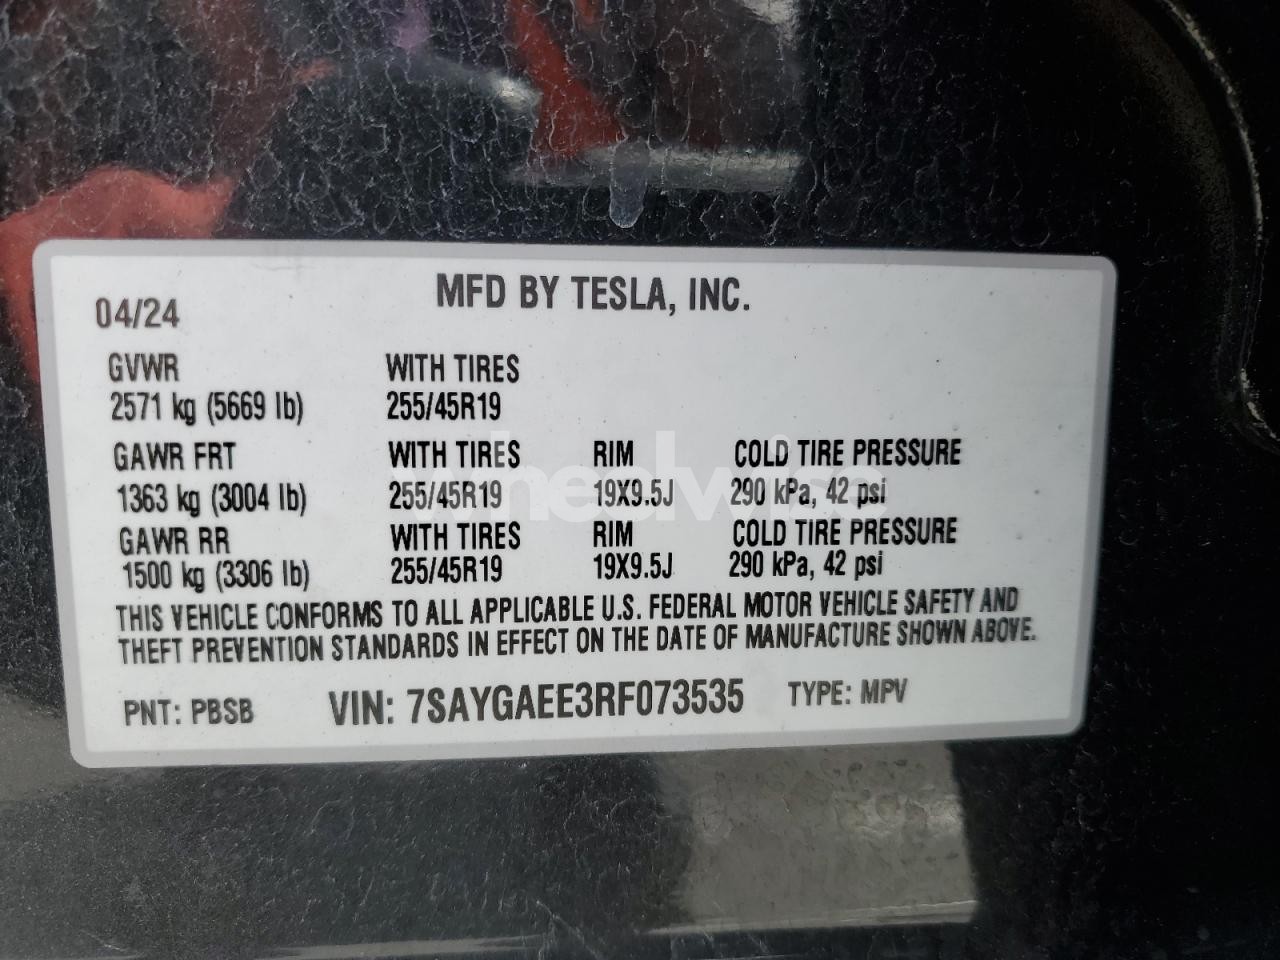 MFD BY TESLA, INC.
04/24
GVWR WITH TIRES
2571 kg (5669 lb) 255/45R19
GAWR FRT WITH TIRES RIM COLD TIRE PRESSURE
1363 kg (3004 lb) 255/45R19 19X9.5J 290 kPa, 42 psi
GAWR RR WITH TIRES RIM COLD TIRE PRESSURE
1500 kg (3306 lb) 255/45R19 19X9.5J 290 kPa, 42 psi
THIS VEHICLE CONFORMS TO ALL APPLICABLE U.S. FEDERAL MOTOR VEHICLE SAFETY AND
THEFT PREVENTION STANDARDS IN EFFECT ON THE DATE OF MANUFACTURE SHOWN ABOVE.
PNT: PBSB VIN: 7SAYGAEE3RF073535 TYPE: MPV
wheelwise